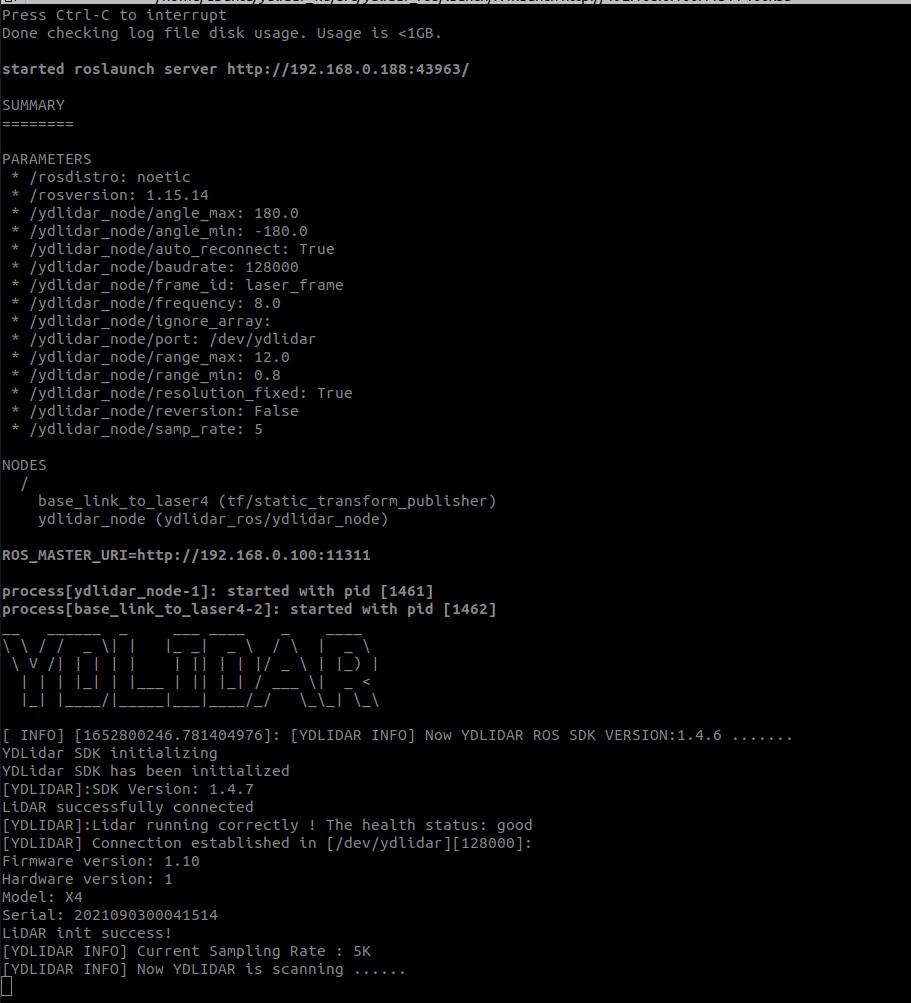 Press Ctrl-C to interrupt
Done checking log file disk usage. Usage is <1GB.
started roslaunch server http://192.168.0.188:43963/
SUMMARY
========
PARAMETERS
 * /rosdistro: noetic
 * /rosversion: 1.15.14
 * /ydlidar_node/angle_max: 180.0
 * /ydlidar_node/angle_min: -180.0
 * /ydlidar_node/auto_reconnect: True
 * /ydlidar_node/baudrate: 128000
 * /ydlidar_node/frame_id: laser_frame
 * /ydlidar_node/frequency: 8.0
 * /ydlidar_node/ignore_array:
 * /ydlidar_node/port: /dev/ydlidar
 * /ydlidar_node/range_max: 12.0
 * /ydlidar_node/range_min: 0.8
 * /ydlidar_node/resolution_fixed: True
 * /ydlidar_node/reversion: False
 * /ydlidar_node/samp_rate: 5
NODES
  /
    base_link_to_laser4 (tf/static_transform_publisher)
    ydlidar_node (ydlidar_ros/ydlidar_node)
ROS_MASTER_URI=http://192.168.0.100:11311
process[ydlidar_node-1]: started with pid [1461]
process[base_link_to_laser4-2]: started with pid [1462]
YDLIDAR
[ INFO] [1652800246.781404976]: [YDLIDAR INFO] Now YDLIDAR ROS SDK VERSION:1.4.6 .......
YDLidar SDK initializing
YDLidar SDK has been initialized
[YDLIDAR]:SDK Version: 1.4.7
LiDAR successfully connected
[YDLIDAR]:Lidar running correctly ! The health status: good
[YDLIDAR] Connection established in [/dev/ydlidar][128000]:
Firmware version: 1.10
Hardware version: 1
Model: X4
Serial: 2021090300041514
LiDAR init success!
[YDLIDAR INFO] Current Sampling Rate : 5K
[YDLIDAR INFO] Now YDLIDAR is scanning ......